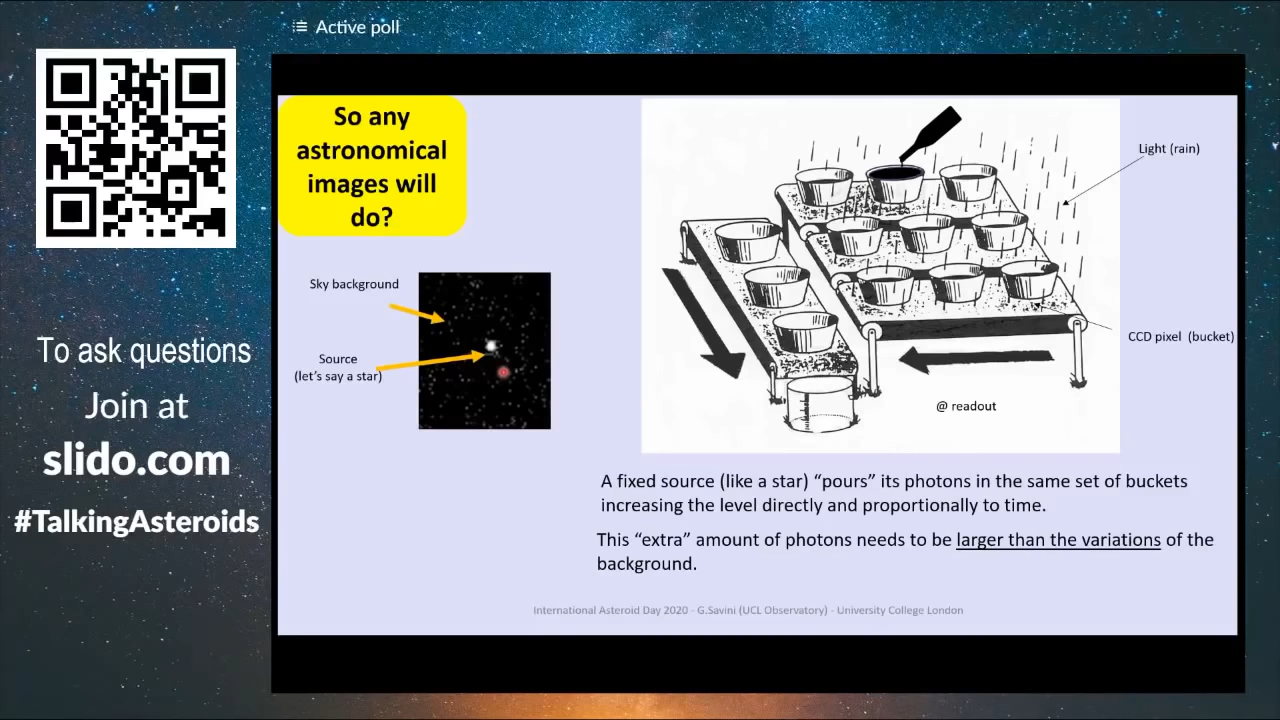 Active poll
To ask questions
Join at
slido.com
#TalkingAsteroids
So any
astronomical
images will
do?
Sky background
Source
(let's say a star)
Light (rain)
CCD pixel (bucket)
@ readout
A fixed source (like a star) “pours” its photons in the same set of buckets
increasing the level directly and proportionally to time.
This “extra” amount of photons needs to be larger than the variations of the
background.
International Asteroid Day 2020 - G.Savini (UCL Observatory) - University College London